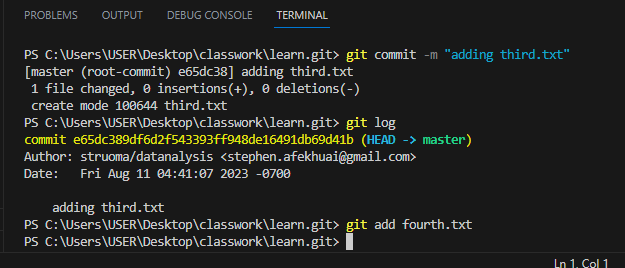 PROBLEMS OUTPUT DEBUG CONSOLE TERMINAL
PS C:\Users\USER\Desktop\classwork\learn.git> git commit -m "adding third.txt"
[master (root-commit) e65dc38] adding third.txt
 1 file changed, 0 insertions(+), 0 deletions(-)
 create mode 100644 third.txt
PS C:\Users\USER\Desktop\classwork\learn.git> git log
commit e65dc389df6d2f543393ff948de16491db69d41b (HEAD -> master)
Author: struoma/datanalysis <stephen.afekhuai@gmail.com>
Date:   Fri Aug 11 04:41:07 2023 -0700
    adding third.txt
PS C:\Users\USER\Desktop\classwork\learn.git> git add fourth.txt
PS C:\Users\USER\Desktop\classwork\learn.git>
Ln 1, Col 1